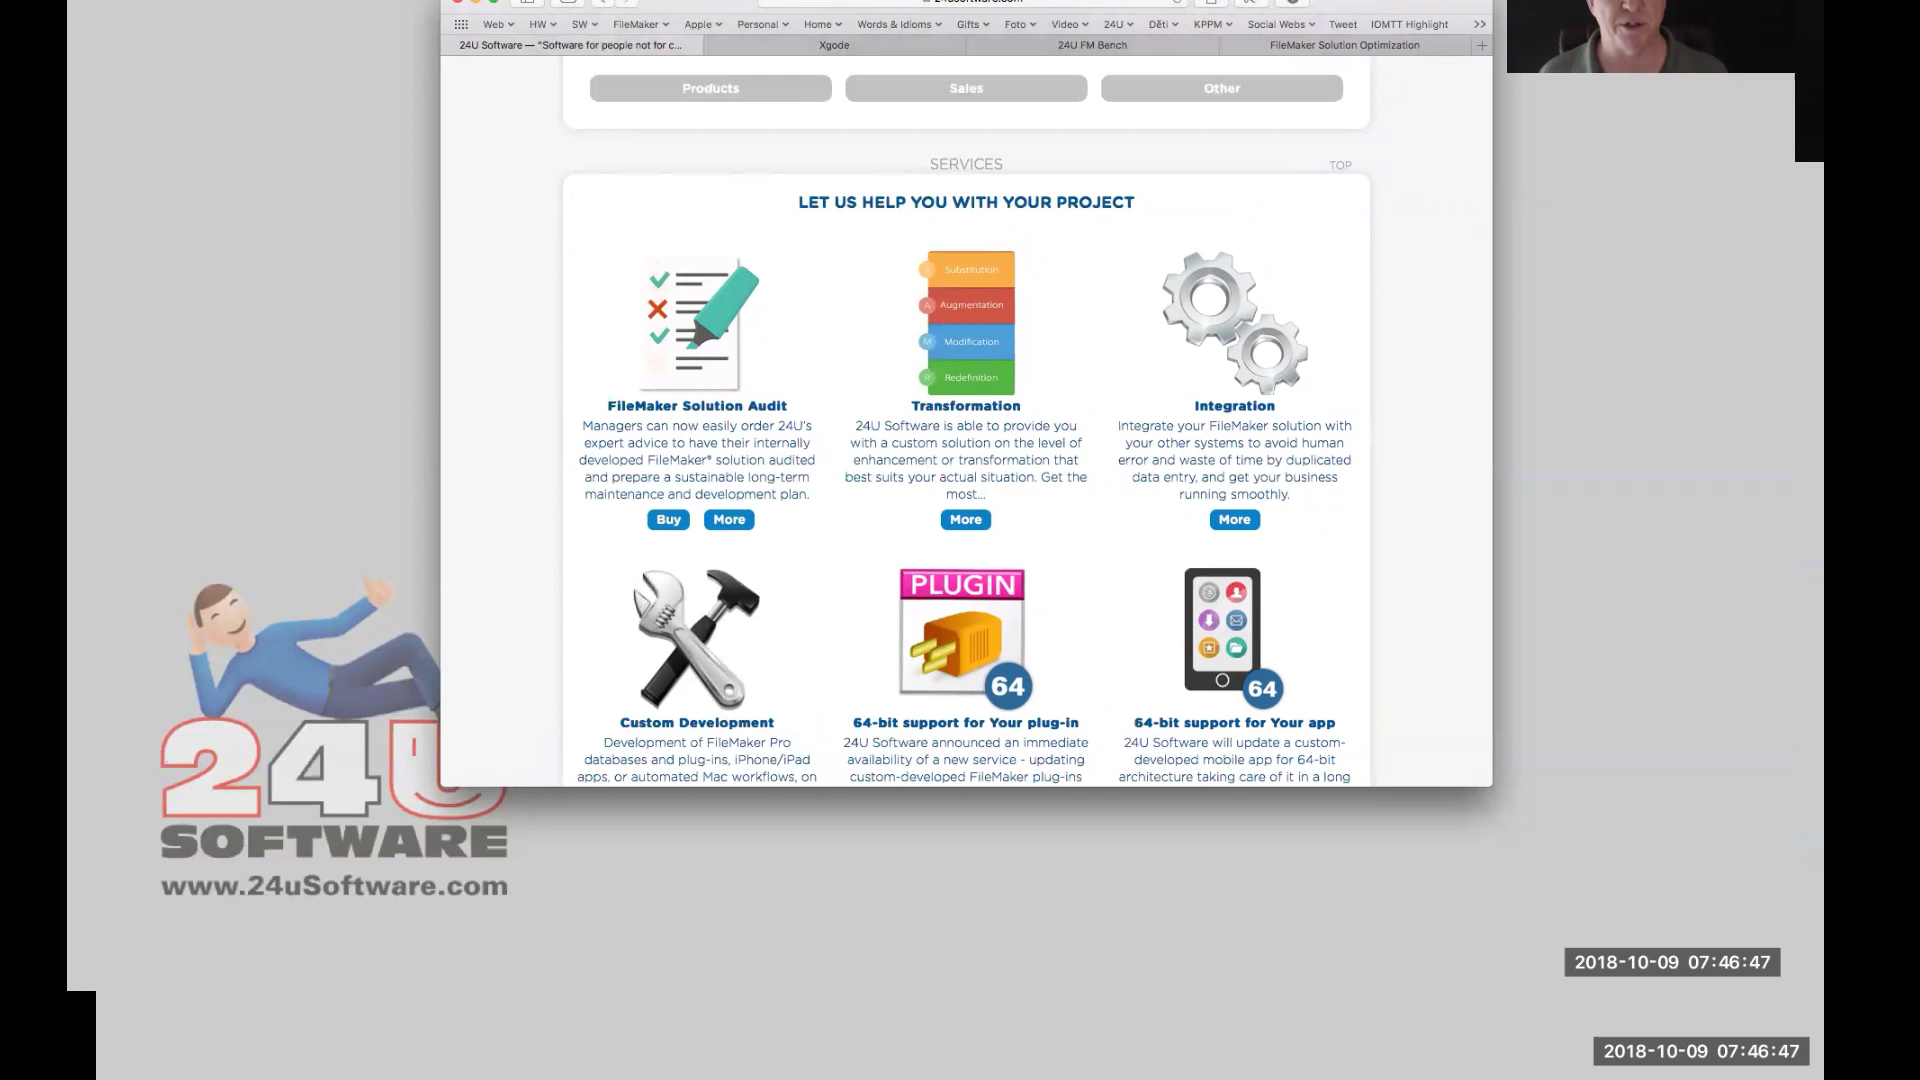 24usoftware.com
Web HW SW FileMaker Apple Personal Home Words & Idioms Gifts Foto Video 24U Děti KPPM Social Webs Tweet IOMTT Highlight >>
24U Software — "Software for people not for c... Xgode 24U FM Bench FileMaker Solution Optimization +
Products Sales Other
SERVICES
TOP
LET US HELP YOU WITH YOUR PROJECT
Substitution
A Augmentation
M Modification
R Redefinition
FileMaker Solution Audit
Managers can now easily order 24U's
expert advice to have their internally
developed FileMaker® solution audited
and prepare a sustainable long-term
maintenance and development plan.
Buy More
Transformation
24U Software is able to provide you
with a custom solution on the level of
enhancement or transformation that
best suits your actual situation. Get the
most...
More
Integration
Integrate your FileMaker solution with
your other systems to avoid human
error and waste of time by duplicated
data entry, and get your business
running smoothly.
More
PLUGIN
64
64
Custom Development
Development of FileMaker Pro
databases and plug-ins, iPhone/iPad
apps, or automated Mac workflows, on
64-bit support for Your plug-in
24U Software announced an immediate
availability of a new service - updating
custom-developed FileMaker plug-ins
64-bit support for Your app
24U Software will update a custom-
developed mobile app for 64-bit
architecture taking care of it in a long
24U
SOFTWARE
www.24uSoftware.com
2018-10-09 07:46:47
2018-10-09 07:46:47